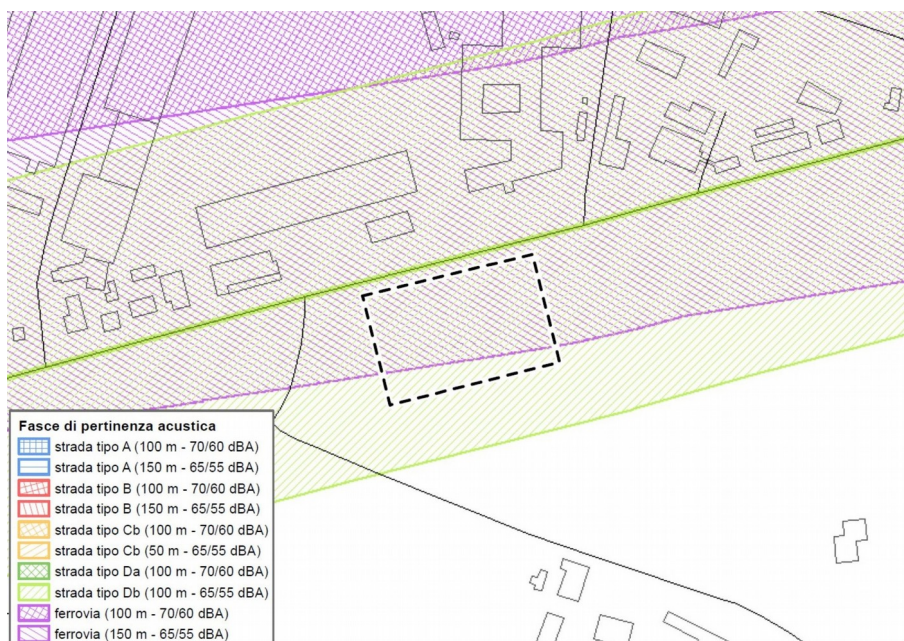 Fasce di pertinenza acustica
strada tipo A (100 m - 70/60 dBA)
strada tipo A (150 m - 65/55 dBA)
strada tipo B (100 m - 70/60 dBA)
strada tipo B (150 m - 65/55 dBA)
strada tipo Cb (100 m - 70/60 dBA)
strada tipo Cb (50 m - 65/55 dBA)
strada tipo Da (100 m - 70/60 dBA)
strada tipo Db (100 m - 65/55 dBA)
ferrovia (100 m - 70/60 dBA)
ferrovia (150 m - 65/55 dBA)